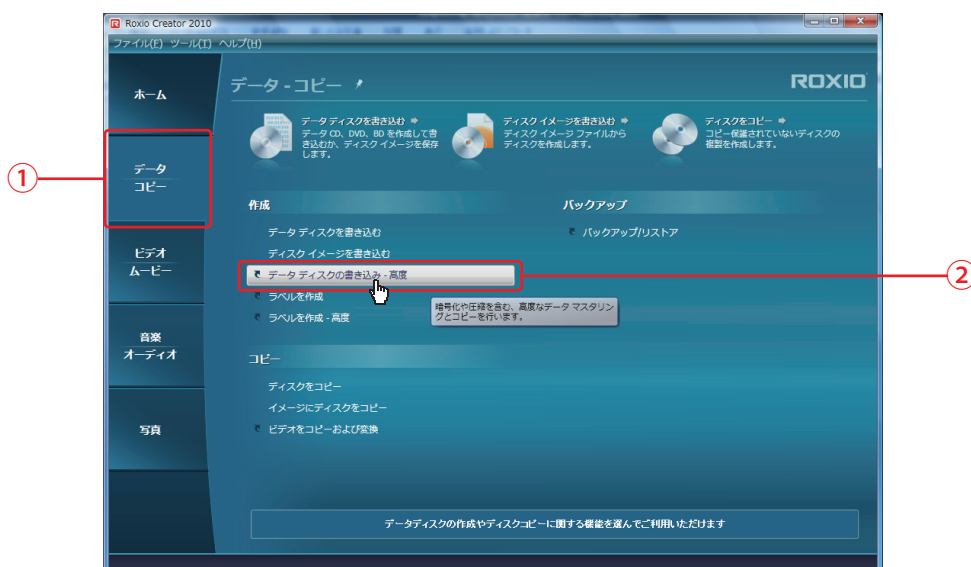 Roxio Creator 2010
ファイル(F) ツール(T) ヘルプ(H)
ホーム
データ - コピー
ROXIO
データ ディスクを書き込む
データ CD、DVD、BD を作成して書
き込むか、ディスク イメージを保存
します。
ディスク イメージを書き込む
ディスク イメージ ファイルから
ディスクを作成します。
ディスクをコピー
コピー保護されていないディスクの
複製を作成します。
①
データ
コピー
作成
バックアップ
データ ディスクを書き込む
バックアップ/リストア
ディスク イメージを書き込む
データ ディスクの書き込み - 高度
②
ラベルを作成
暗号化や圧縮を含む、高度なデータ マスタリン
グとコピーを行います。
ラベルを作成 - 高度
ビデオ
ムービー
音楽
オーディオ
コピー
ディスクをコピー
イメージにディスクをコピー
ビデオをコピーおよび変換
写真
データディスクの作成やディスクコピーに関する機能を選んでご利用いただけます